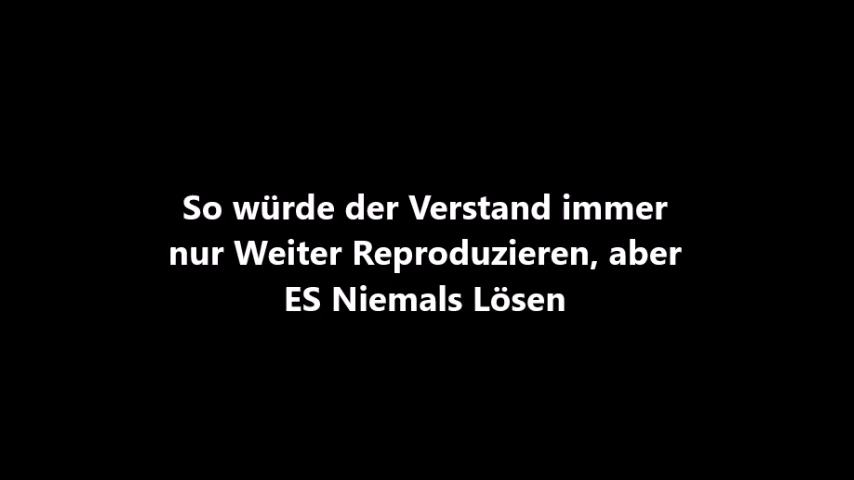 So würde der Verstand immer
nur Weiter Reproduzieren, aber
ES Niemals Lösen